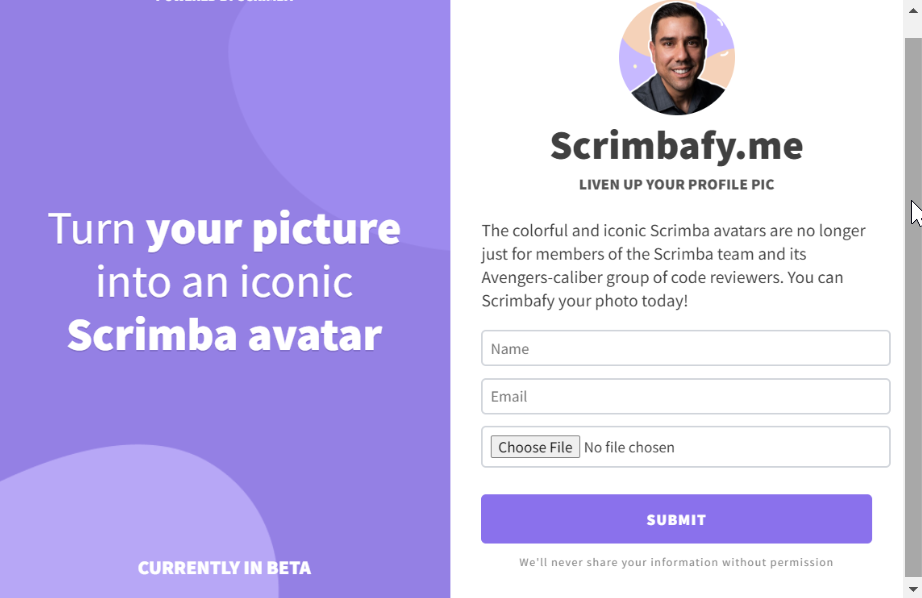 POWERED BY SCRIMBA
Turn your picture
into an iconic
Scrimba avatar
CURRENTLY IN BETA
Scrimbafy.me
LIVEN UP YOUR PROFILE PIC
The colorful and iconic Scrimba avatars are no longer
just for members of the Scrimba team and its
Avengers-caliber group of code reviewers. You can
Scrimbafy your photo today!
Name
Email
Choose File No file chosen
SUBMIT
We'll never share your information without permission